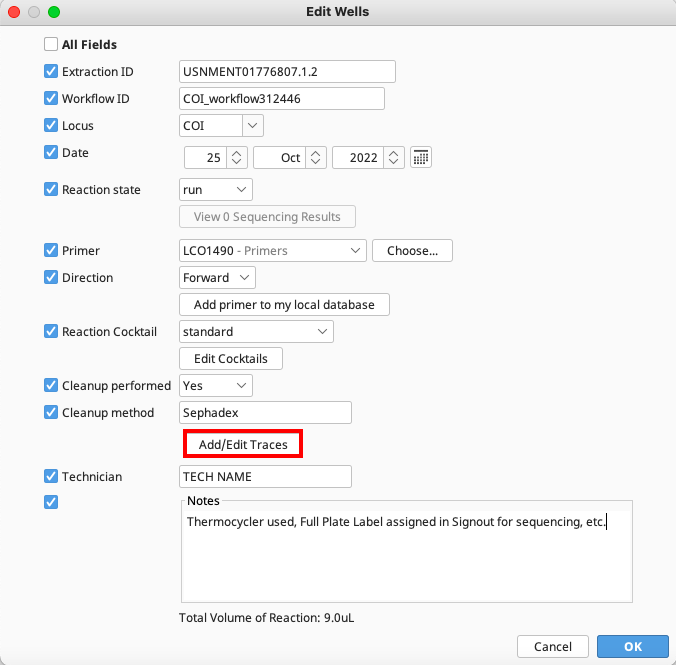 Edit Wells
All Fields
Extraction ID USNMENT01776807.1.2
Workflow ID COI_workflow312446
Locus COI
Date 25 Oct 2022
Reaction state run
View 0 Sequencing Results
Primer LCO1490 - Primers Choose...
Direction Forward
Add primer to my local database
Reaction Cocktail standard
Edit Cocktails
Cleanup performed Yes
Cleanup method Sephadex
Add/Edit Traces
Technician TECH NAME
Notes
Thermocycler used, Full Plate Label assigned in Signout for sequencing, etc.
Total Volume of Reaction: 9.0uL
Cancel OK